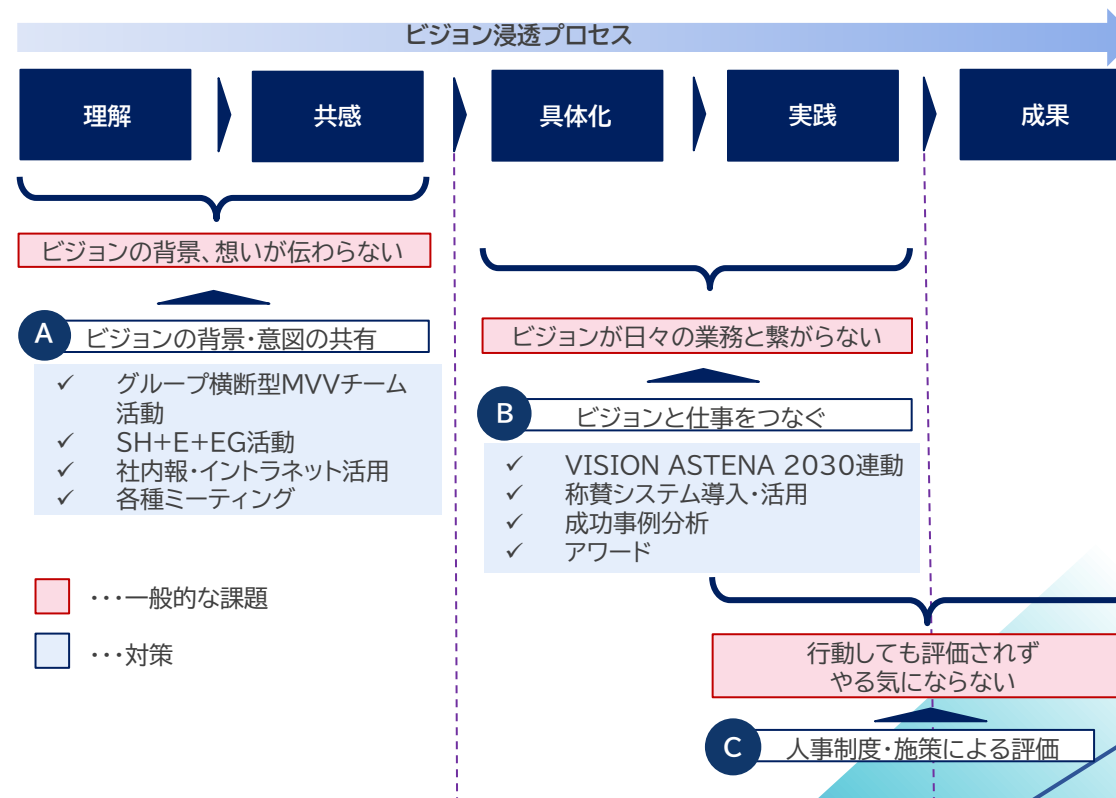 ビジョン浸透プロセス
理解
共感
具体化
実践
成果
ビジョンの背景、想いが伝わらない
A
ビジョンの背景・意図の共有
✓ グループ横断型MVVチーム
活動
✓ SH+E+EG活動
✓ 社内報・イントラネット活用
✓ 各種ミーティング
ビジョンが日々の業務と繋がらない
B
ビジョンと仕事をつなぐ
✓ VISION ASTENA 2030連動
✓ 称賛システム導入・活用
✓ 成功事例分析
✓ アワード
・・・一般的な課題
・・・対策
行動しても評価されず
やる気にならない
C
人事制度・施策による評価